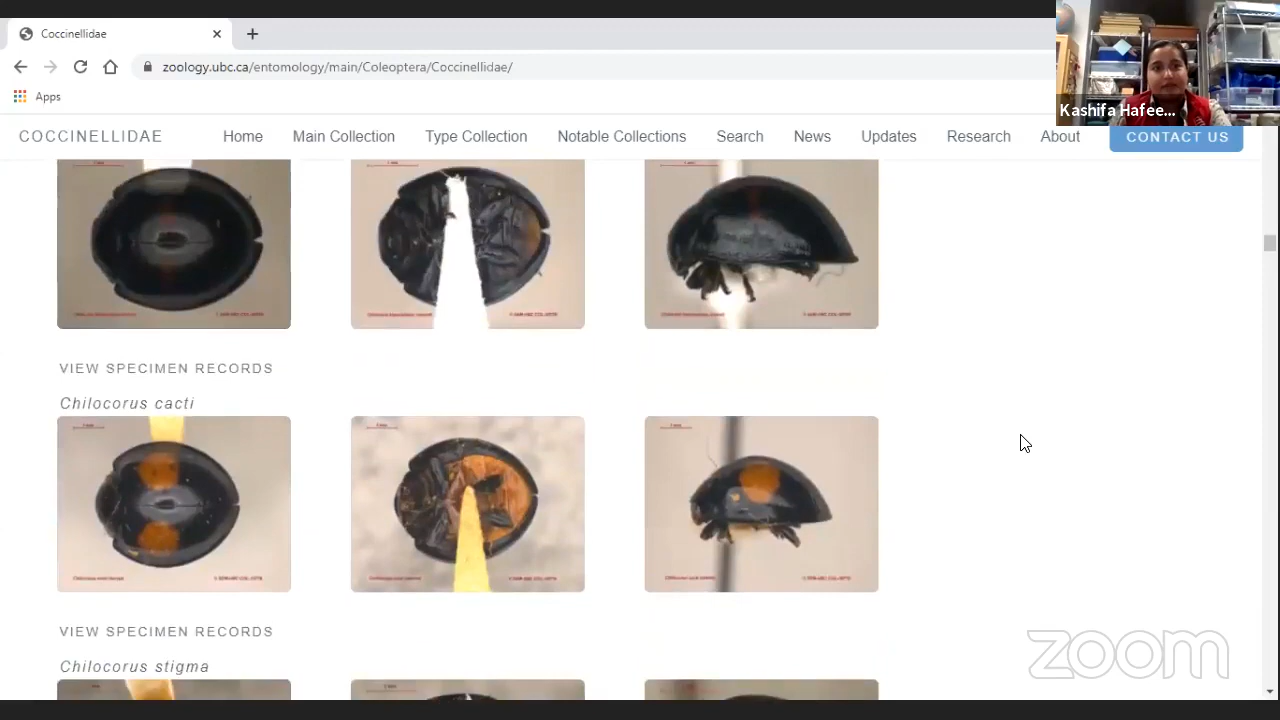 Coccinellidae
zoology.ubc.ca/entomology/main/Coleoptera/Coccinellidae/
Apps
Kashifa Hafee...
COCCINELLIDAE Home Main Collection Type Collection Notable Collections Search News Updates Research About CONTACT US
VIEW SPECIMEN RECORDS
Chilocorus cacti
VIEW SPECIMEN RECORDS
Chilocorus stigma
zoom